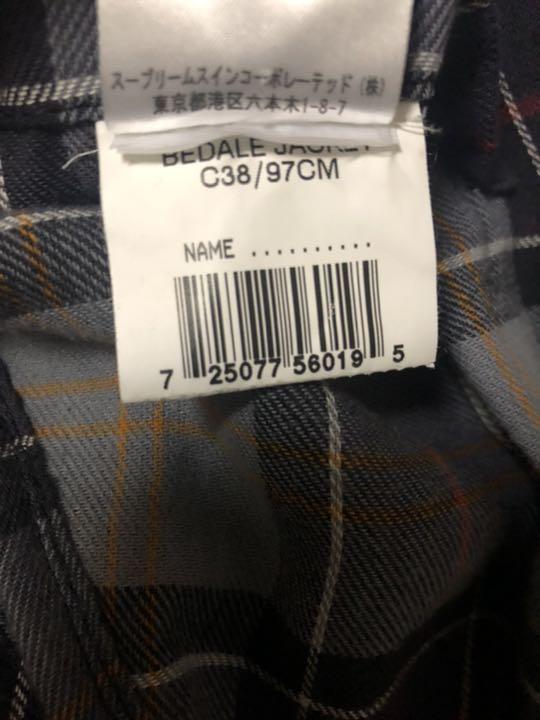 スープリームスインコーポレーテッド（株）
東京都港区六本木1-8-7
BEDALE JACKET
C38/97CM
NAME ..........
7 25077 56019 5